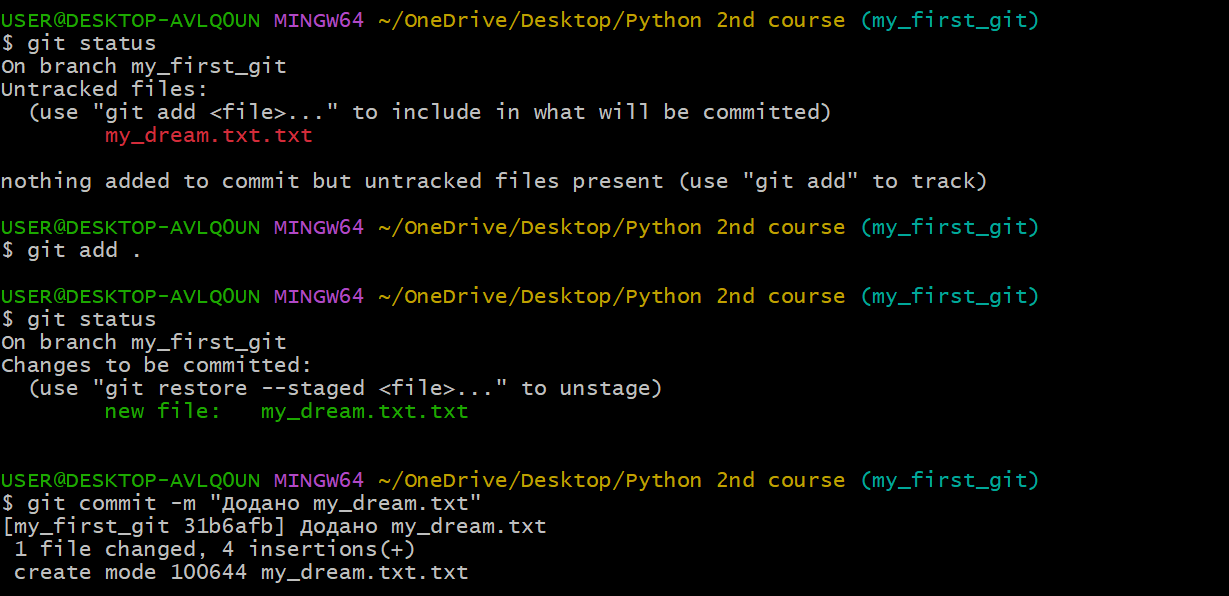 USER@DESKTOP-AVLQ0UN MINGW64 ~/OneDrive/Desktop/Python 2nd course (my_first_git)
$ git status
On branch my_first_git
Untracked files:
  (use "git add <file>..." to include in what will be committed)
        my_dream.txt.txt

nothing added to commit but untracked files present (use "git add" to track)

USER@DESKTOP-AVLQ0UN MINGW64 ~/OneDrive/Desktop/Python 2nd course (my_first_git)
$ git add .

USER@DESKTOP-AVLQ0UN MINGW64 ~/OneDrive/Desktop/Python 2nd course (my_first_git)
$ git status
On branch my_first_git
Changes to be committed:
  (use "git restore --staged <file>..." to unstage)
        new file:   my_dream.txt.txt


USER@DESKTOP-AVLQ0UN MINGW64 ~/OneDrive/Desktop/Python 2nd course (my_first_git)
$ git commit -m "Додано my_dream.txt"
[my_first_git 31b6afb] Додано my_dream.txt
 1 file changed, 4 insertions(+)
 create mode 100644 my_dream.txt.txt